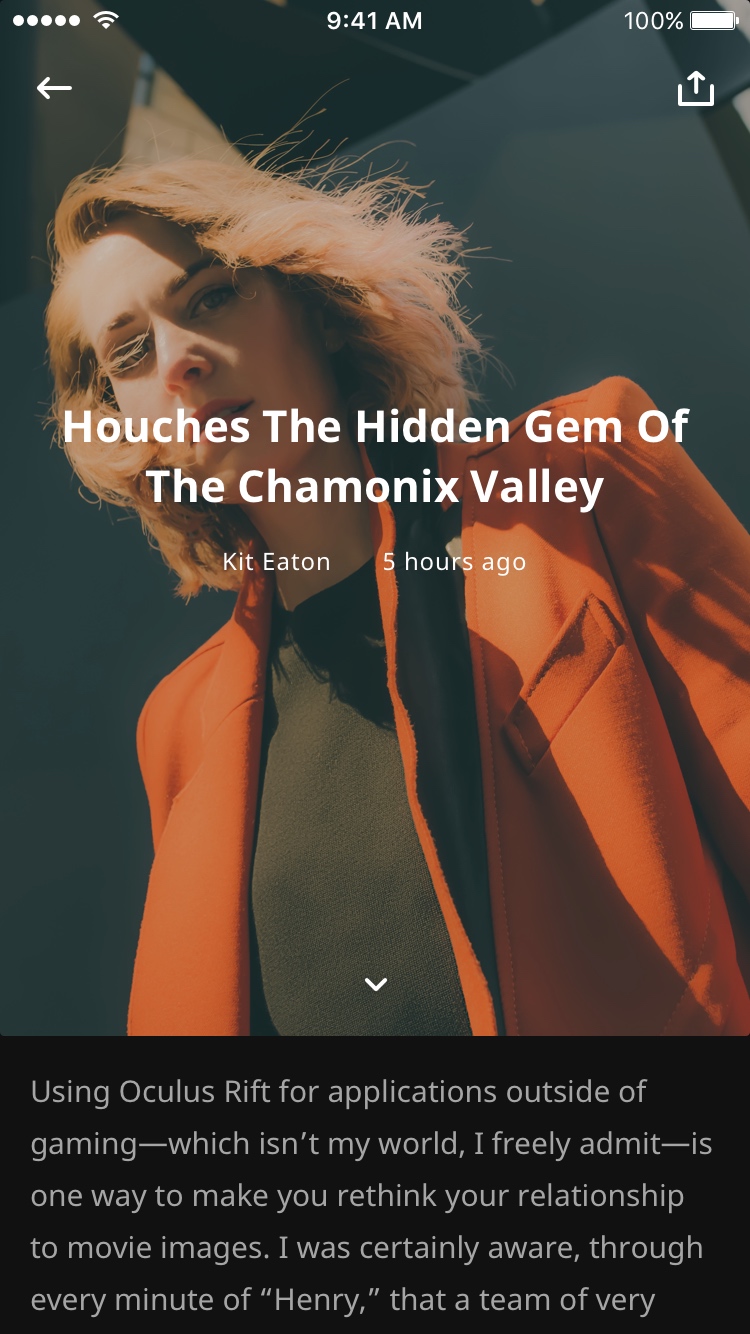 9:41 AM
100%
Houches The Hidden Gem Of
The Chamonix Valley
Kit Eaton 5 hours ago
Using Oculus Rift for applications outside of
gaming—which isn’t my world, I freely admit—is
one way to make you rethink your relationship
to movie images. I was certainly aware, through
every minute of “Henry,” that a team of very